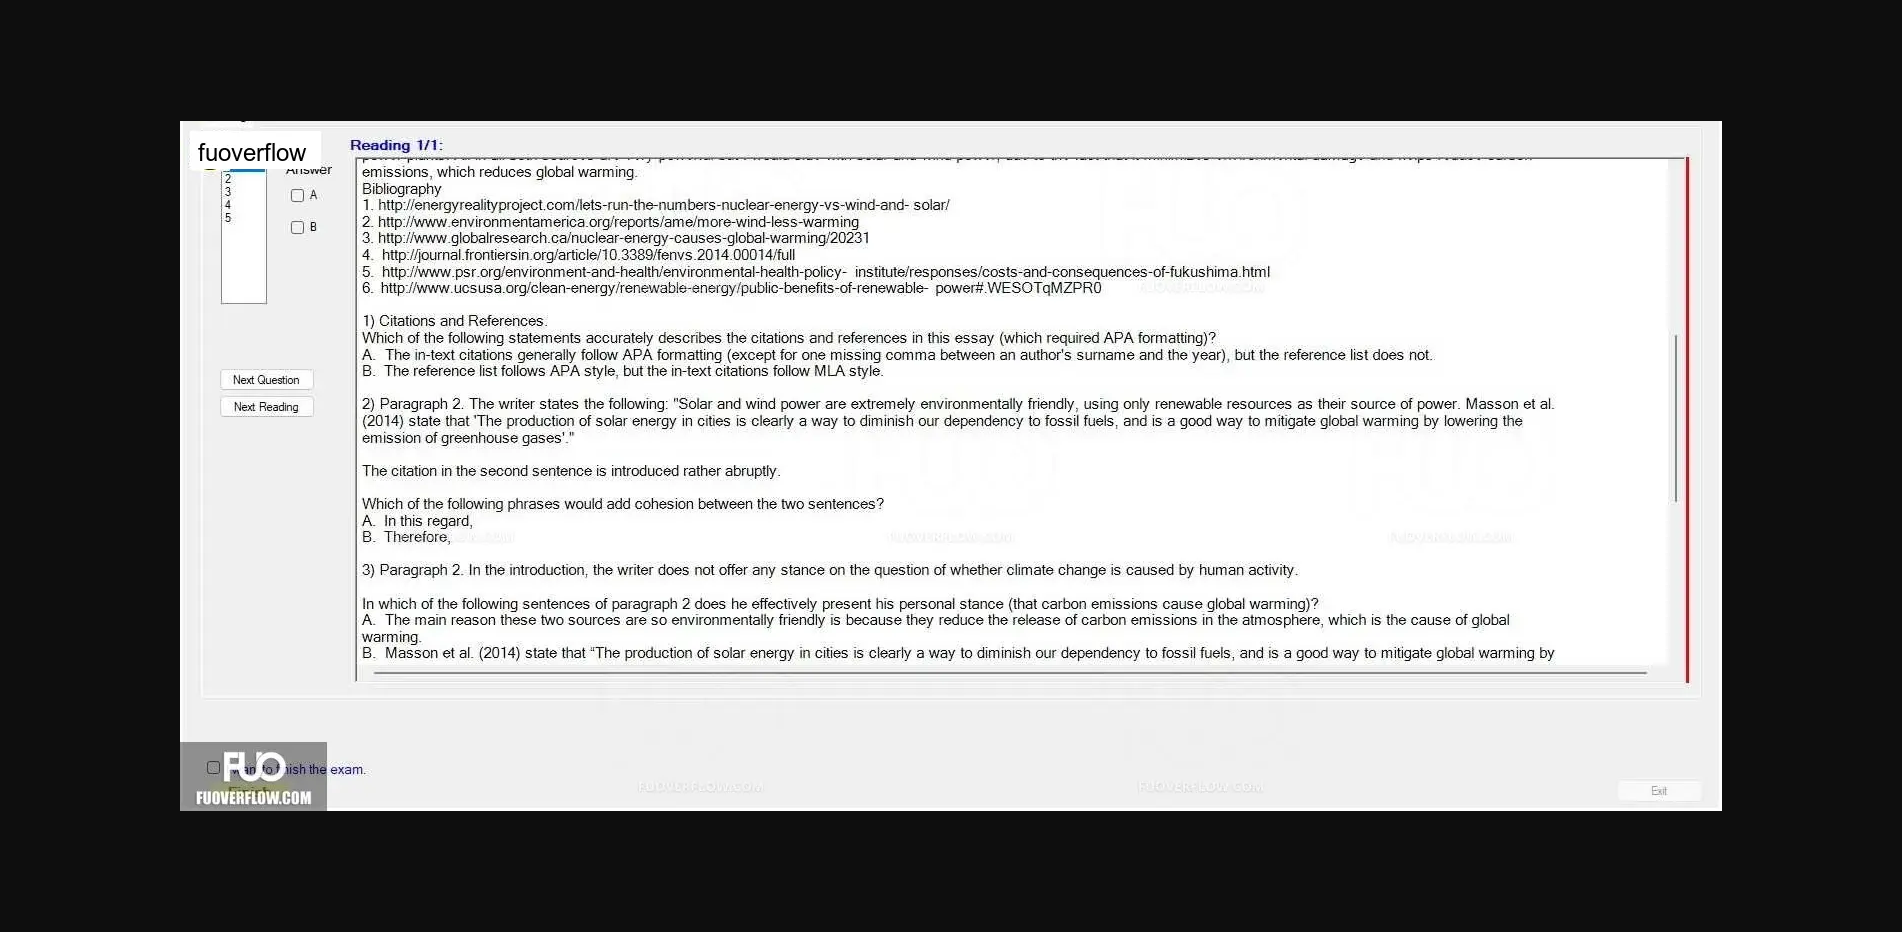 fuoverflow
Reading 1/1:
Answer
2
3
4
5
A
B
Next Question
Next Reading
emissions, which reduces global warming.
Bibliography
1. http://energyrealityproject.com/lets-run-the-numbers-nuclear-energy-vs-wind-and- solar/
2. http://www.environmentamerica.org/reports/ame/more-wind-less-warming
3. http://www.globalresearch.ca/nuclear-energy-causes-global-warming/20231
4. http://journal.frontiersin.org/article/10.3389/fenvs.2014.00014/full
5. http://www.psr.org/environment-and-health/environmental-health-policy- institute/responses/costs-and-consequences-of-fukushima.html
6. http://www.ucsusa.org/clean-energy/renewable-energy/public-benefits-of-renewable- power#.WESOTqMZPR0
1) Citations and References.
Which of the following statements accurately describes the citations and references in this essay (which required APA formatting)?
A. The in-text citations generally follow APA formatting (except for one missing comma between an author's surname and the year), but the reference list does not.
B. The reference list follows APA style, but the in-text citations follow MLA style.
2) Paragraph 2. The writer states the following: "Solar and wind power are extremely environmentally friendly, using only renewable resources as their source of power. Masson et al.
(2014) state that 'The production of solar energy in cities is clearly a way to diminish our dependency to fossil fuels, and is a good way to mitigate global warming by lowering the
emission of greenhouse gases'."
The citation in the second sentence is introduced rather abruptly.
Which of the following phrases would add cohesion between the two sentences?
A. In this regard,
B. Therefore,
3) Paragraph 2. In the introduction, the writer does not offer any stance on the question of whether climate change is caused by human activity.
In which of the following sentences of paragraph 2 does he effectively present his personal stance (that carbon emissions cause global warming)?
A. The main reason these two sources are so environmentally friendly is because they reduce the release of carbon emissions in the atmosphere, which is the cause of global
warming.
B. Masson et al. (2014) state that “The production of solar energy in cities is clearly a way to diminish our dependency to fossil fuels, and is a good way to mitigate global warming by
FUO
FUOVERFLOW.COM
the exam.
FUOVERFLOW.COM
FUOVERFLOW.COM
Exit